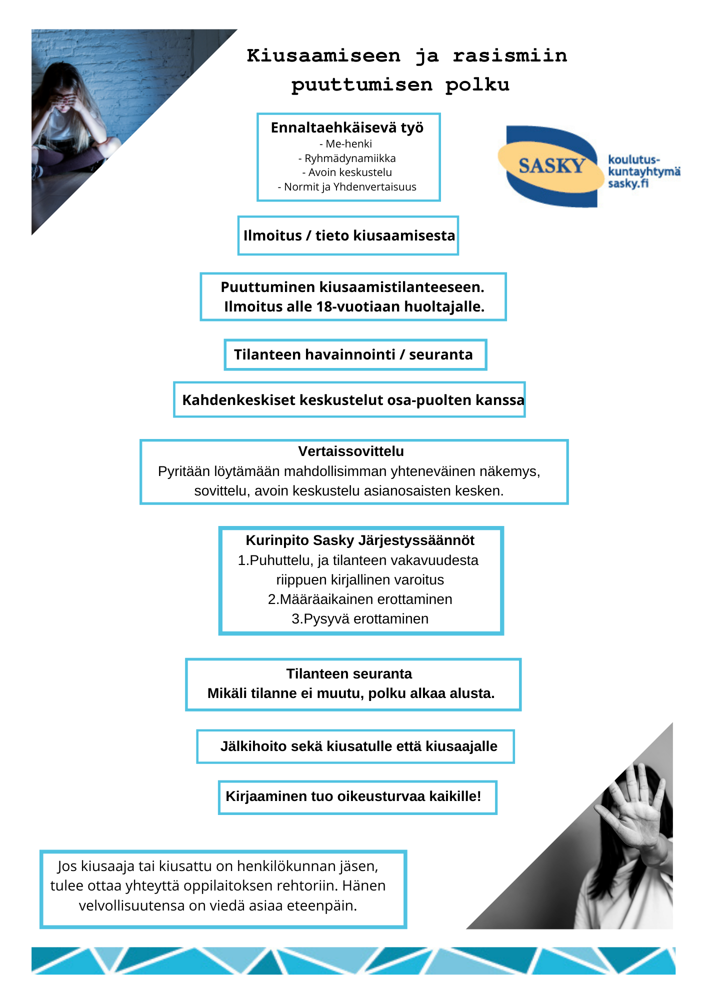 Kiusaamiseen ja rasismiin
puuttumisen polku
Ennaltaehkäisevä työ
- Me-henki
- Ryhmädynamiikka
- Avoin keskustelu
- Normit ja Yhdenvertaisuus
SASKY
koulutus-
kuntayhtymä
sasky.fi
Ilmoitus / tieto kiusaamisesta
Puuttuminen kiusaamistilanteeseen.
Ilmoitus alle 18-vuotiaan huoltajalle.
Tilanteen havainnointi / seuranta
Kahdenkeskiset keskustelut osa-puolten kanssa
Vertaissovittelu
Pyritään löytämään mahdollisimman yhteneväinen näkemys,
sovittelu, avoin keskustelu asianosaisten kesken.
Kurinpito Sasky Järjestyssäännöt
1.Puhuttelu, ja tilanteen vakavuudesta
riippuen kirjallinen varoitus
2.Määräaikainen erottaminen
3.Pysyvä erottaminen
Tilanteen seuranta
Mikäli tilanne ei muutu, polku alkaa alusta.
Jälkihoito sekä kiusatulle että kiusaajalle
Kirjaaminen tuo oikeusturvaa kaikille!
Jos kiusaaja tai kiusattu on henkilökunnan jäsen,
tulee ottaa yhteyttä oppilaitoksen rehtoriin. Hänen
velvollisuutensa on viedä asiaa eteenpäin.